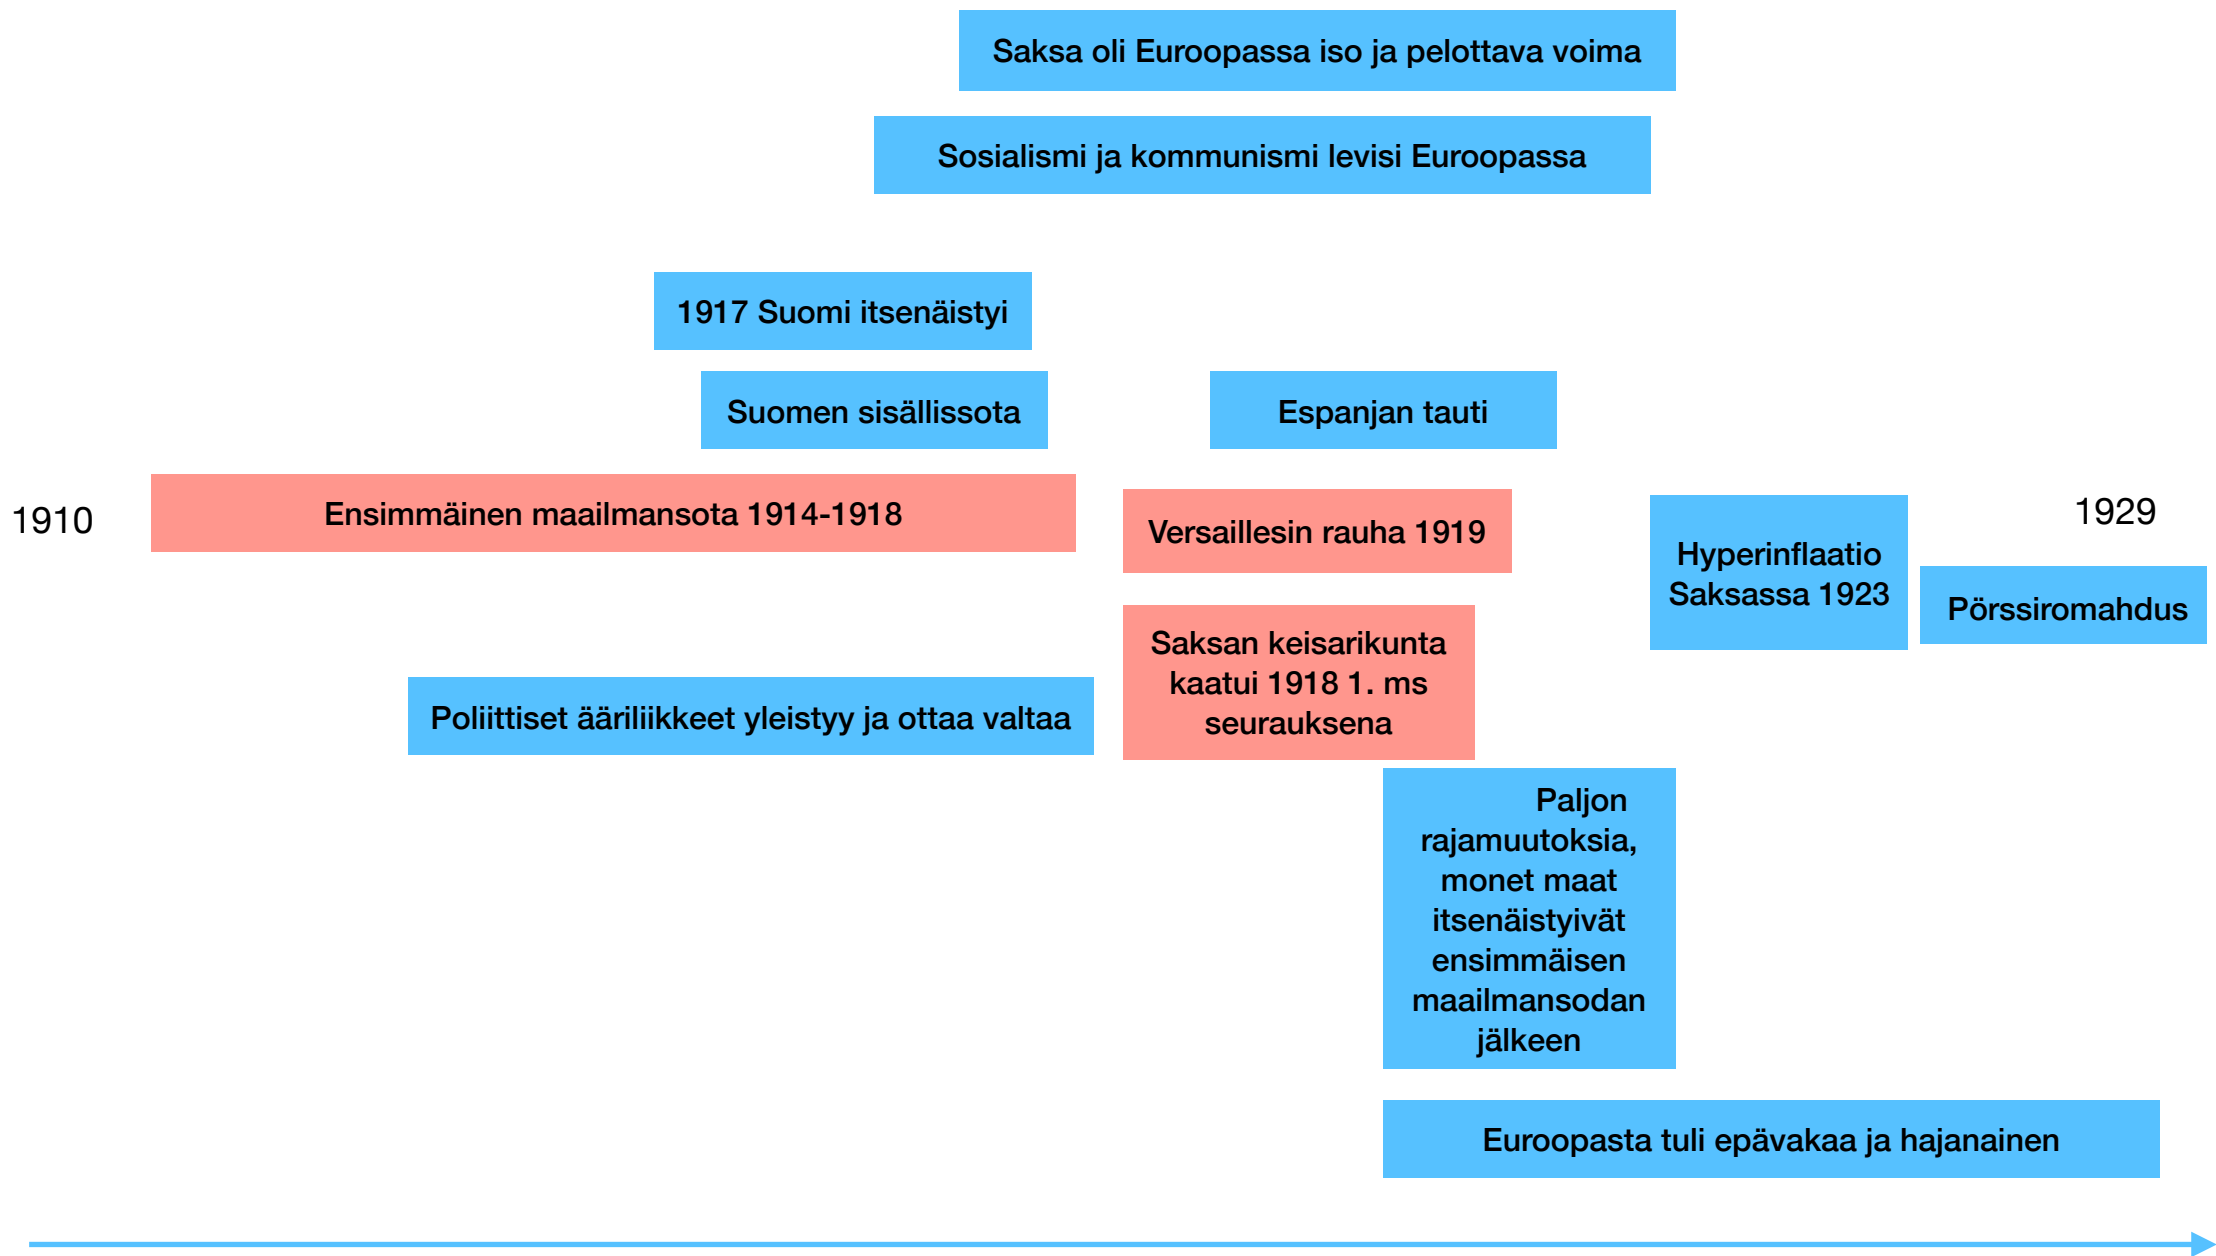 Saksa oli Euroopassa iso ja pelottava voima
Sosialismi ja kommunismi levisi Euroopassa
1917 Suomi itsenäistyi
Suomen sisällissota
Espanjan tauti
1910
Ensimmäinen maailmansota 1914-1918
Versaillesin rauha 1919
Hyperinflaatio
Saksassa 1923
1929
Pörssiromahdus
Poliittiset ääriliikkeet yleistyy ja ottaa valtaa
Saksan keisarikunta
kaatui 1918 1. ms
seurauksena
Paljon
rajamuutoksia,
monet maat
itsenäistyivät
ensimmäisen
maailmansodan
jälkeen
Euroopasta tuli epävakaa ja hajanainen